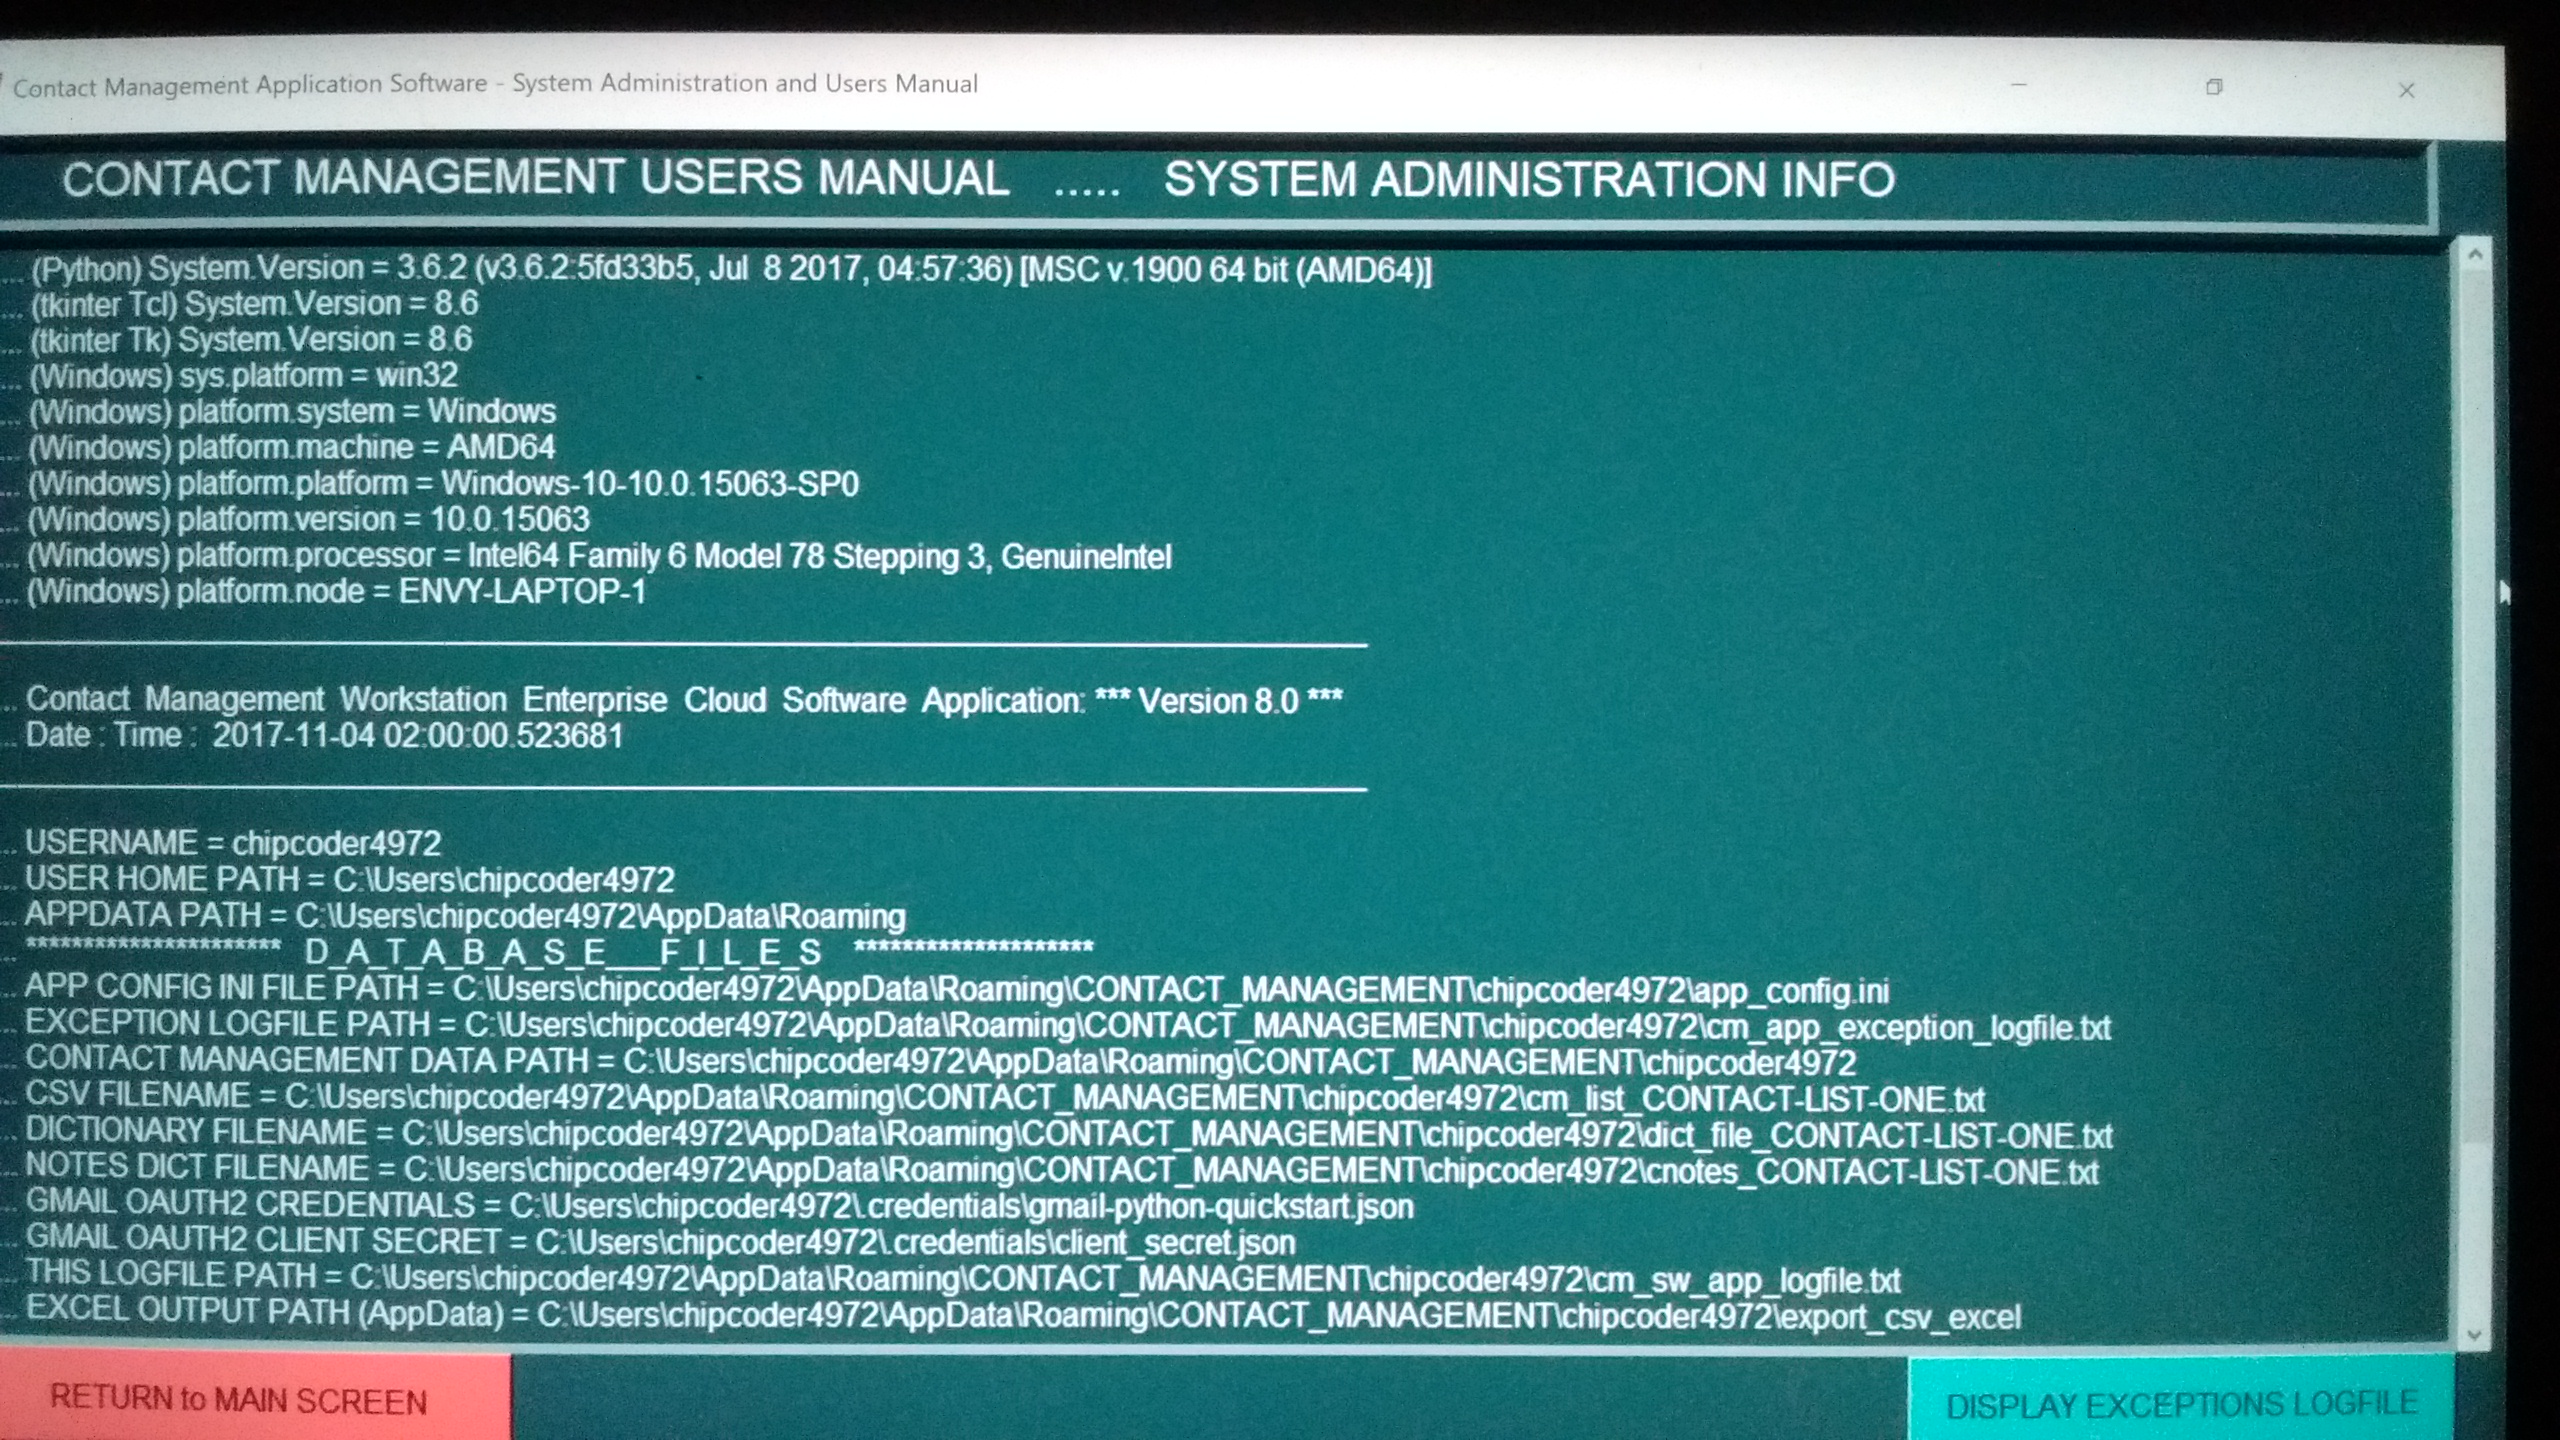 Contact Management Application Software - System Administration and Users Manual
CONTACT MANAGEMENT USERS MANUAL ..... SYSTEM ADMINISTRATION INFO
... (Python) System.Version = 3.6.2 (v3.6.2:5fd33b5, Jul 8 2017, 04:57:36) [MSC v.1900 64 bit (AMD64)]
... (tkinter Tcl) System.Version = 8.6
... (tkinter Tk) System.Version = 8.6
... (Windows) sys.platform = win32
... (Windows) platform.system = Windows
... (Windows) platform.machine = AMD64
... (Windows) platform.platform = Windows-10-10.0.15063-SP0
... (Windows) platform.version = 10.0.15063
... (Windows) platform.processor = Intel64 Family 6 Model 78 Stepping 3, GenuineIntel
... (Windows) platform.node = ENVY-LAPTOP-1
.. Contact Management Workstation Enterprise Cloud Software Application: *** Version 8.0 ***
.. Date : Time : 2017-11-04 02:00:00.523681
.. USERNAME = chipcoder4972
.. USER HOME PATH = C:\Users\chipcoder4972
.. APPDATA PATH = C:\Users\chipcoder4972\AppData\Roaming
.. ********************** D_A_T_A_B_A_S_E___F_I_L_E_S *********************
.. APP CONFIG INI FILE PATH = C:\Users\chipcoder4972\AppData\Roaming\CONTACT_MANAGEMENT\chipcoder4972\app_config.ini
.. EXCEPTION LOGFILE PATH = C:\Users\chipcoder4972\AppData\Roaming\CONTACT_MANAGEMENT\chipcoder4972\cm_app_exception_logfile.txt
.. CONTACT MANAGEMENT DATA PATH = C:\Users\chipcoder4972\AppData\Roaming\CONTACT_MANAGEMENT\chipcoder4972
.. CSV FILENAME = C:\Users\chipcoder4972\AppData\Roaming\CONTACT_MANAGEMENT\chipcoder4972\cm_list_CONTACT-LIST-ONE.txt
.. DICTIONARY FILENAME = C:\Users\chipcoder4972\AppData\Roaming\CONTACT_MANAGEMENT\chipcoder4972\dict_file_CONTACT-LIST-ONE.txt
.. NOTES DICT FILENAME = C:\Users\chipcoder4972\AppData\Roaming\CONTACT_MANAGEMENT\chipcoder4972\cnotes_CONTACT-LIST-ONE.txt
.. GMAIL OAUTH2 CREDENTIALS = C:\Users\chipcoder4972\.credentials\gmail-python-quickstart.json
.. GMAIL OAUTH2 CLIENT SECRET = C:\Users\chipcoder4972\.credentials\client_secret.json
.. THIS LOGFILE PATH = C:\Users\chipcoder4972\AppData\Roaming\CONTACT_MANAGEMENT\chipcoder4972\cm_sw_app_logfile.txt
.. EXCEL OUTPUT PATH (AppData) = C:\Users\chipcoder4972\AppData\Roaming\CONTACT_MANAGEMENT\chipcoder4972\export_csv_excel
RETURN to MAIN SCREEN
DISPLAY EXCEPTIONS LOGFILE